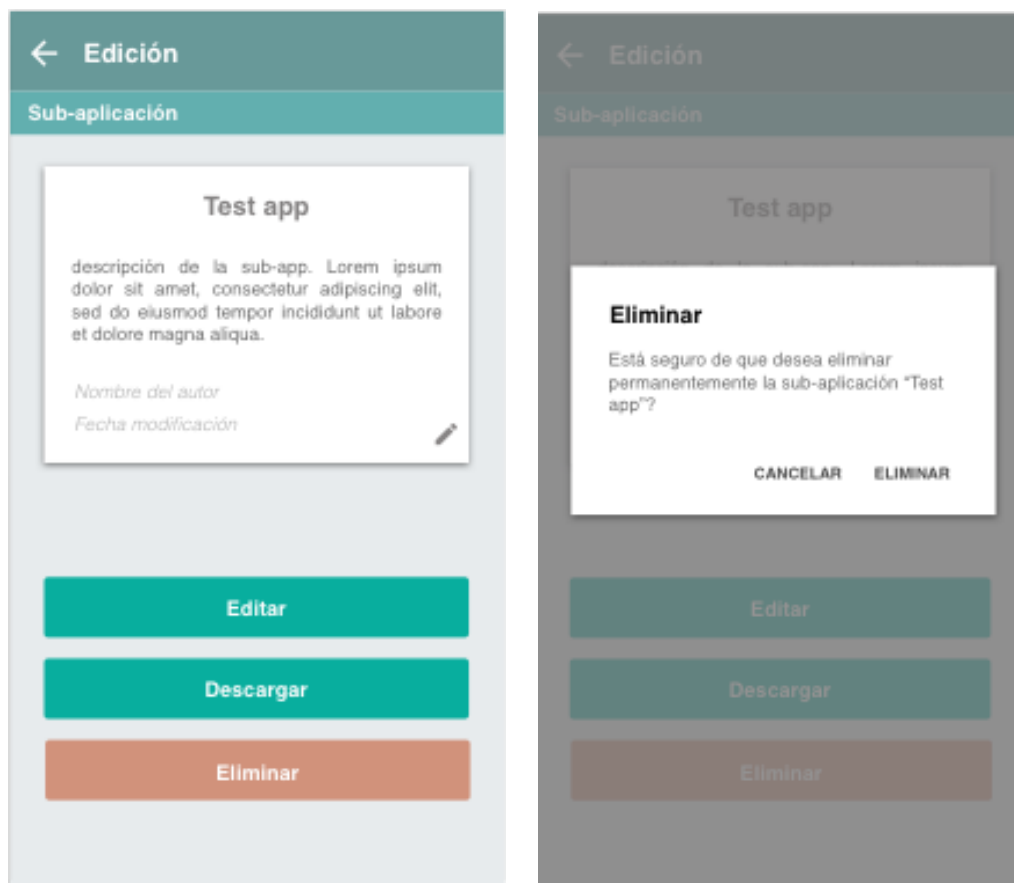 Edición
Sub-aplicación
Test app
descripción de la sub-app. Lorem ipsum
dolor sit amet, consectetur adipiscing elit,
sed do eiusmod tempor incididunt ut labore
et dolore magna aliqua.
Nombre del autor
Fecha modificación
Editar
Descargar
Eliminar
Edición
Sub-aplicación
Test app
Eliminar
Está seguro de que desea eliminar
permanentemente la sub-aplicación “Test
app”?
CANCELAR ELIMINAR
Editar
Descargar
Eliminar